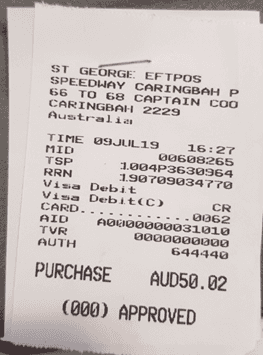 ST GEORGE EFTPOS
SPEEDWAY CARINGBAH P
66 TO 68 CAPTAIN COO
CARINGBAH 2229
Australia
TIME 09JUL19 16:27
MID 00608265
TSP 1004P3630964
RRN 190709034770
Visa Debit
Visa Debit(C) CR
CARD............0062
AID A0000000031010
TVR 0000000000
AUTH 644440
PURCHASE AUD50.02
(000) APPROVED